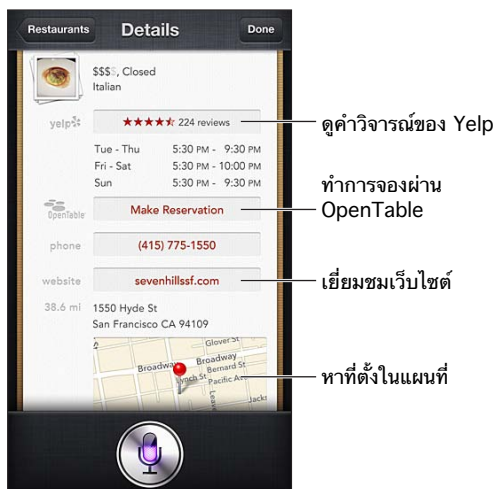 Restaurants Details Done
$$$$, Closed
Italian
yelp 224 reviews
ดูคำวิจารณ์ของ Yelp
Tue - Thu 5:30 PM - 9:30 PM
Fri - Sat 5:30 PM - 10:00 PM
Sun 5:30 PM - 9:30 PM
ทำการจองผ่าน
OpenTable
OpenTable Make Reservation
phone (415) 775-1550
website sevenhillssf.com
เยี่ยมชมเว็บไซต์
38.6 mi 1550 Hyde St
San Francisco CA 94109
Glover St
Broadway Broadway
Bernard St
Lynch St Pacific Ave
หาที่ตั้งในแผนที่